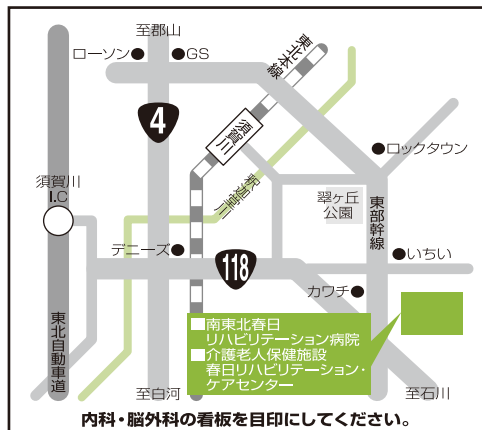 至郡山
ローソン
GS
東北本線
4
須賀川
ロックタウン
須賀川
I.C
釈迦堂川
翠ヶ丘
公園
東部幹線
デニーズ
118
いちい
カワチ
東北自動車道
南東北春日
リハビリテーション病院
介護老人保健施設
春日リハビリテーション・
ケアセンター
至白河
至石川
内科・脳外科の看板を目印にしてください。